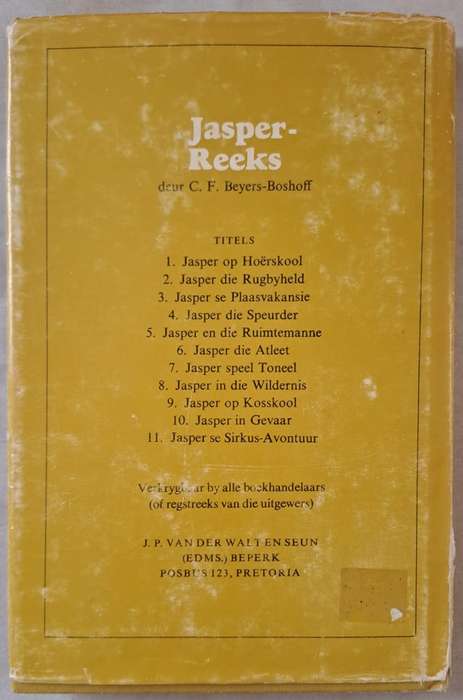 Jasper-
Reeks
deur C. F. Beyers-Boshoff
TITELS
1. Jasper op Hoërskool
2. Jasper die Rugbyheld
3. Jasper se Plaasvakansie
4. Jasper die Speurder
5. Jasper en die Ruimtemanne
6. Jasper die Atleet
7. Jasper speel Toneel
8. Jasper in die Wildernis
9. Jasper op Kosskool
10. Jasper in Gevaar
11. Jasper se Sirkus-Avontuur
Verkrygbaar by alle boekhandelaars
(of regstreeks van die uitgewers)
J. P. VAN DER WALT EN SEUN
(EDMS.) BEPERK
POSBUS 123, PRETORIA